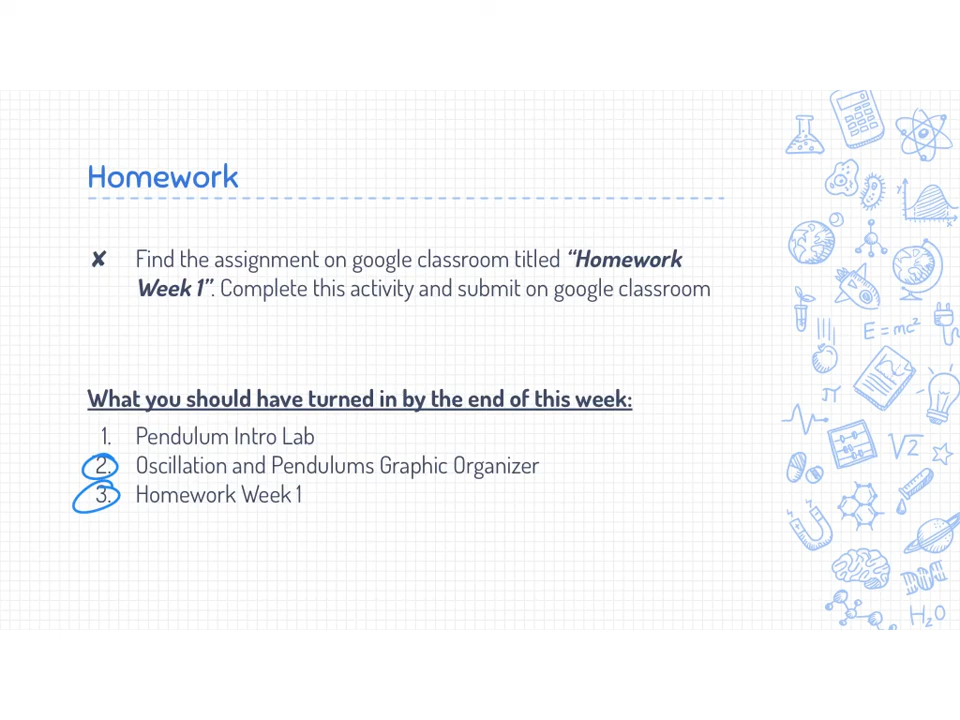 Homework
✘ Find the assignment on google classroom titled “Homework
Week 1”. Complete this activity and submit on google classroom
What you should have turned in by the end of this week:
1. Pendulum Intro Lab
2. Oscillation and Pendulums Graphic Organizer
3. Homework Week 1
y
x
E=mc²
π
√2
H₂O